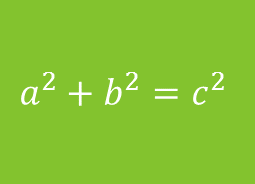 a² + b² = c²